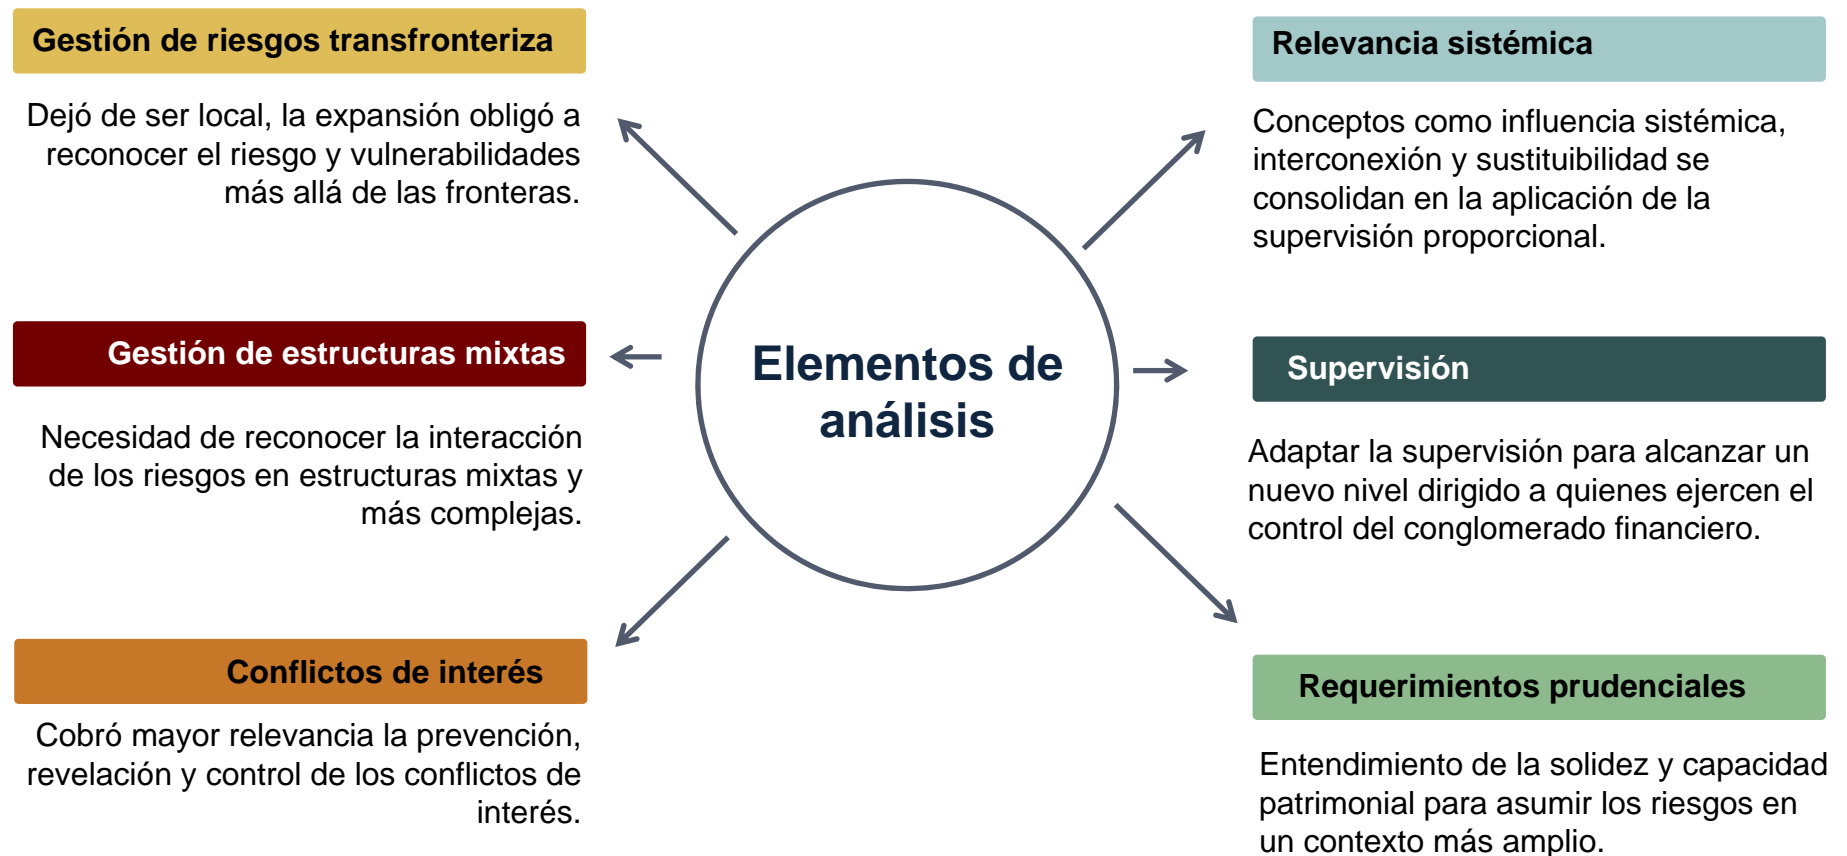 Gestión de riesgos transfronteriza
Dejó de ser local, la expansión obligó a
reconocer el riesgo y vulnerabilidades
más allá de las fronteras.
Gestión de estructuras mixtas
Necesidad de reconocer la interacción
de los riesgos en estructuras mixtas y
más complejas.
Conflictos de interés
Cobró mayor relevancia la prevención,
revelación y control de los conflictos de
interés.
Elementos de
análisis
Relevancia sistémica
Conceptos como influencia sistémica,
interconexión y sustituibilidad se
consolidan en la aplicación de la
supervisión proporcional.
Supervisión
Adaptar la supervisión para alcanzar un
nuevo nivel dirigido a quienes ejercen el
control del conglomerado financiero.
Requerimientos prudenciales
Entendimiento de la solidez y capacidad
patrimonial para asumir los riesgos en
un contexto más amplio.